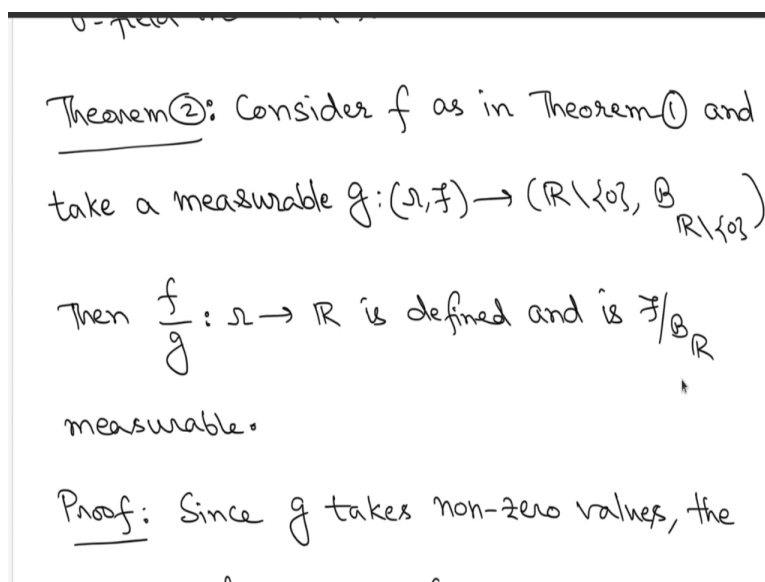 σ-field
Theorem②: Consider f as in Theorem① and
take a measurable g:(Ω,ℱ)→(ℝ\{0}, 𝔅_{ℝ\{0}})
Then f/g : Ω→ ℝ is defined and is ℱ/𝔅_ℝ
measurable.
Proof: Since g takes non-zero values, the